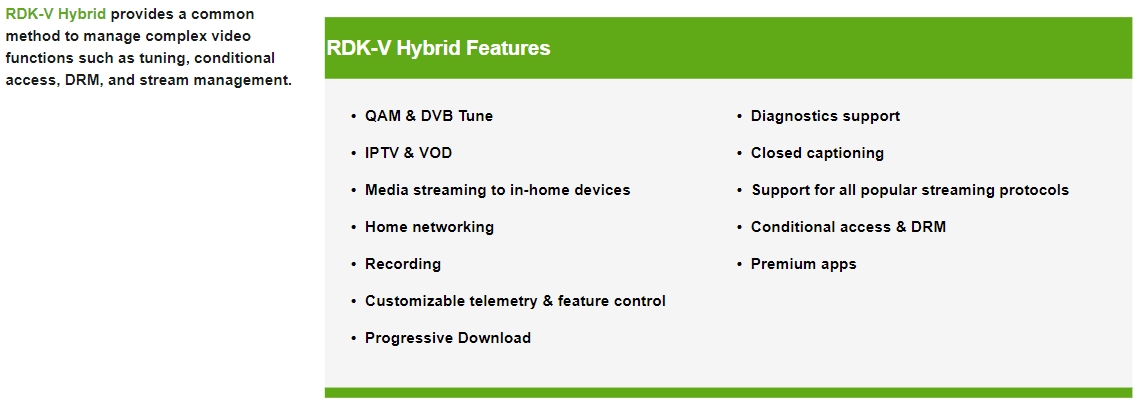 RDK-V Hybrid provides a common
method to manage complex video
functions such as tuning, conditional
access, DRM, and stream management.
RDK-V Hybrid Features
• QAM & DVB Tune
• IPTV & VOD
• Media streaming to in-home devices
• Home networking
• Recording
• Customizable telemetry & feature control
• Progressive Download
• Diagnostics support
• Closed captioning
• Support for all popular streaming protocols
• Conditional access & DRM
• Premium apps